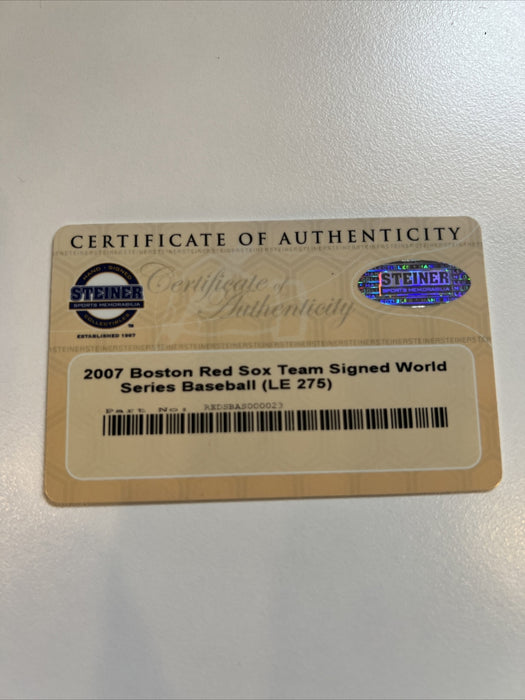 CERTIFICATE OF AUTHENTICITY
HAND - SIGNED
STEINER
SPORTS MEMORABILIA
COLLECTIBLES
TM
ESTABLISHED 1987
Certificate of
Authenticity
STEINER
SPORTS MEMORABILIA
2007 Boston Red Sox Team Signed World
Series Baseball (LE 275)
Part No: REDSBAS000023